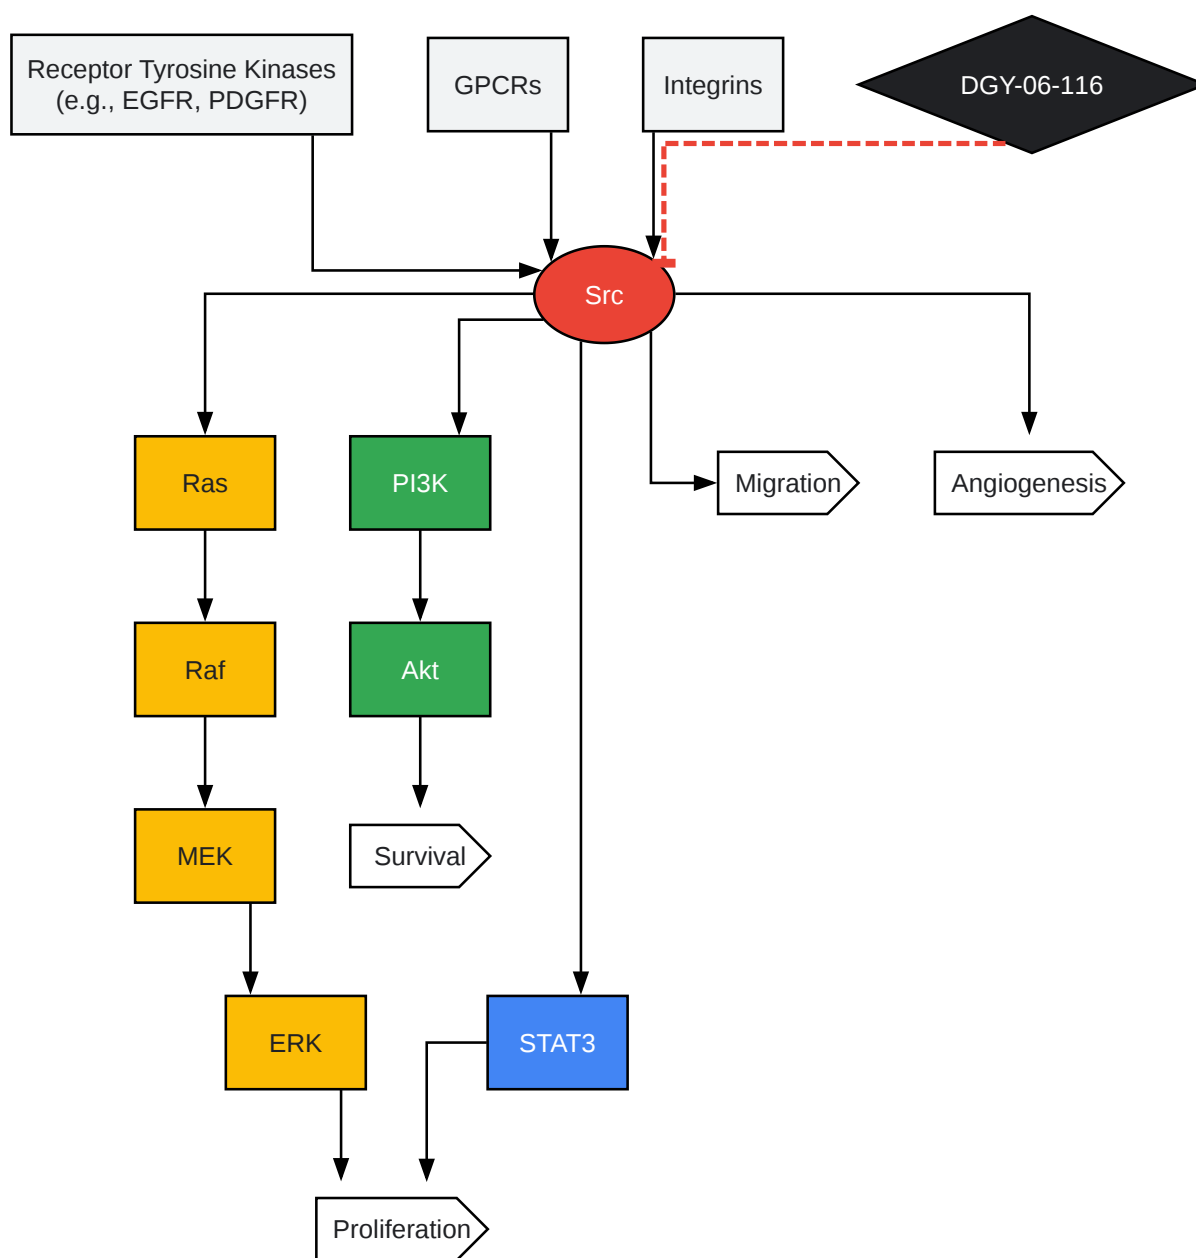 Receptor Tyrosine Kinases
(e.g., EGFR, PDGFR)
GPCRs
Integrins
DGY-06-116
Src
Ras
PI3K
Migration
Angiogenesis
Raf
Akt
MEK
Survival
ERK
STAT3
Proliferation